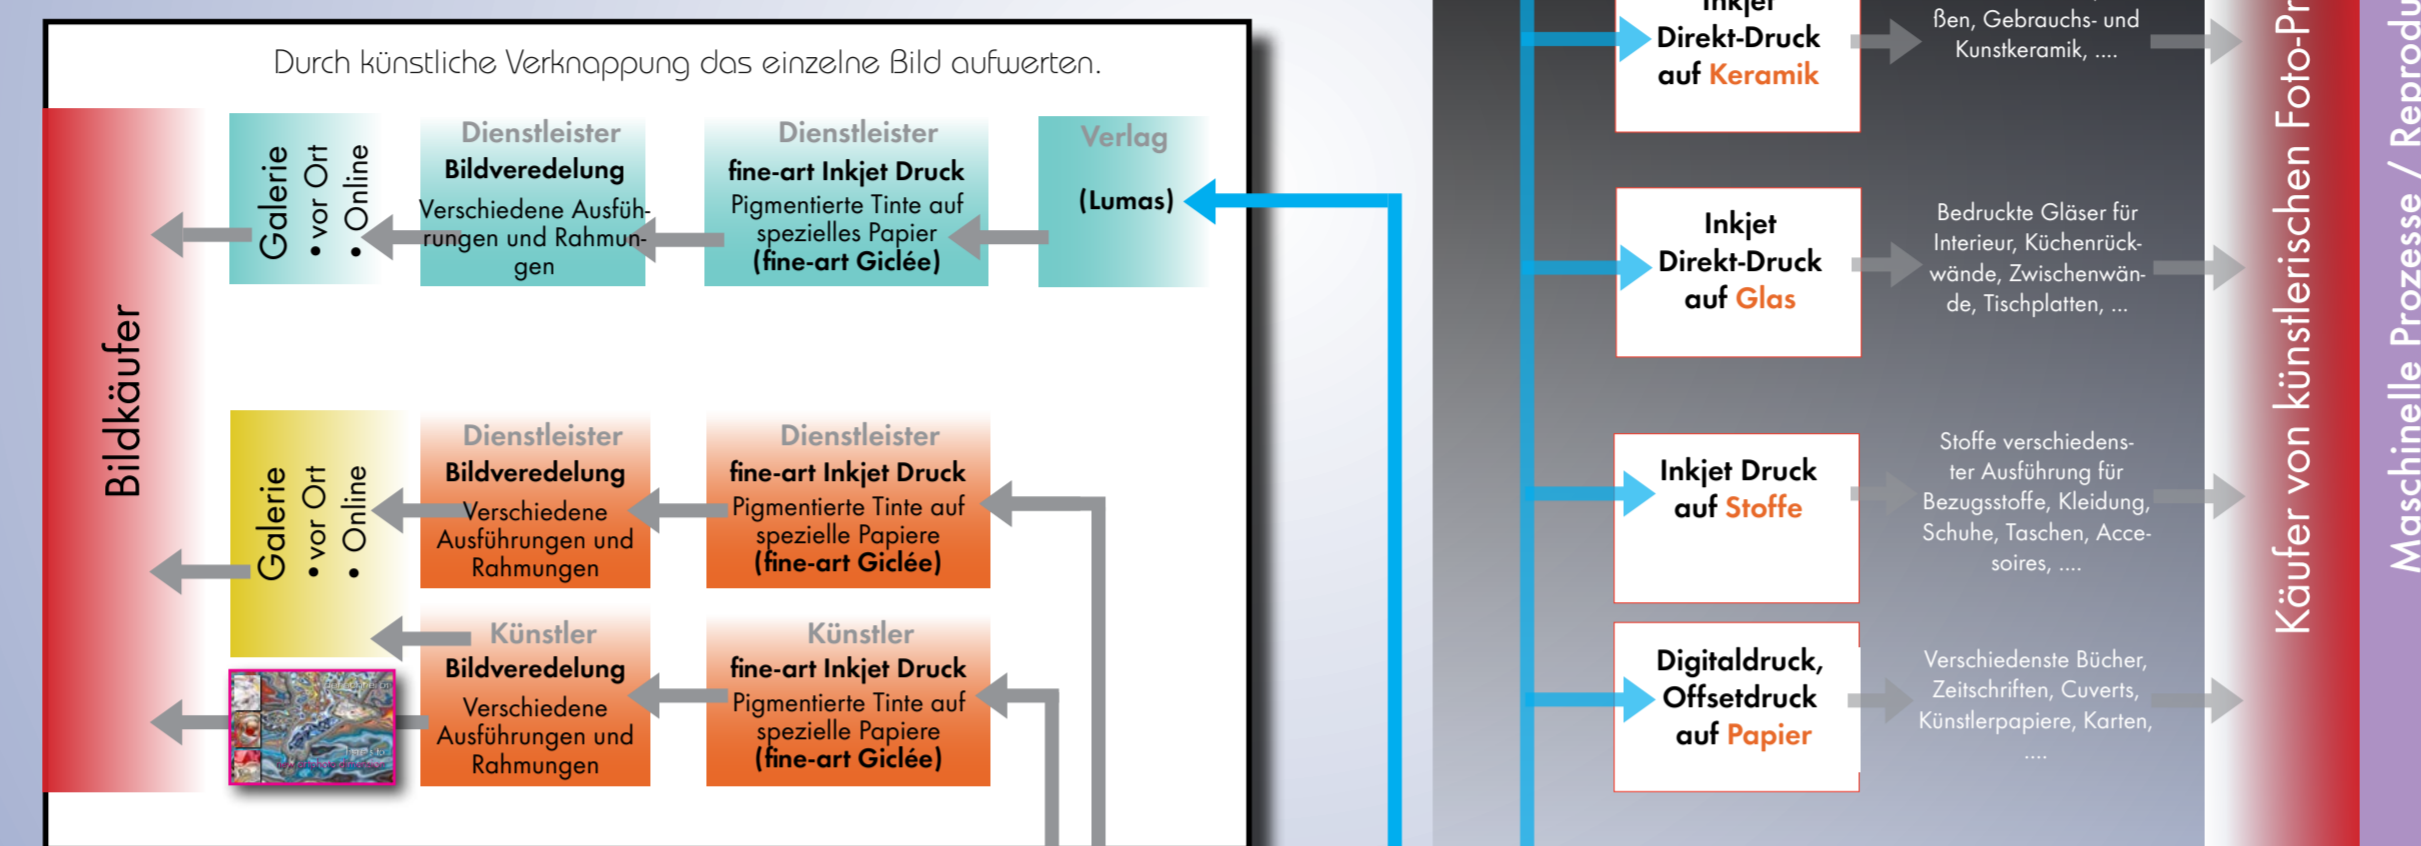 Durch künstliche Verknappung das einzelne Bild aufwerten.
Bildkäufer
Galerie
• vor Ort
• Online
Dienstleister
Bildveredelung
Verschiedene Ausfüh-
rungen und Rahmun-
gen
Dienstleister
fine-art Inkjet Druck
Pigmentierte Tinte auf
spezielles Papier
(fine-art Giclée)
Verlag
(Lumas)
Galerie
• vor Ort
• Online
Dienstleister
Bildveredelung
Verschiedene
Ausführungen und
Rahmungen
Dienstleister
fine-art Inkjet Druck
Pigmentierte Tinte auf
spezielle Papiere
(fine-art Giclée)
Künstler
Bildveredelung
Verschiedene
Ausführungen und
Rahmungen
Künstler
fine-art Inkjet Druck
Pigmentierte Tinte auf
spezielle Papiere
(fine-art Giclée)
Inkjet
Direkt-Druck
auf Keramik
ßen, Gebrauchs- und
Kunstkeramik, ....
Inkjet
Direkt-Druck
auf Glas
Bedruckte Gläser für
Interieur, Küchenrück-
wände, Zwischenwän-
de, Tischplatten, ...
Inkjet Druck
auf Stoffe
Stoffe verschiedens-
ter Ausführung für
Bezugsstoffe, Kleidung,
Schuhe, Taschen, Acce-
soires, ....
Digitaldruck,
Offsetdruck
auf Papier
Verschiedenste Bücher,
Zeitschriften, Cuverts,
Künstlerpapiere, Karten,
....
Käufer von künstlerischen Foto-Pr
Maschinelle Prozesse / Reprodu